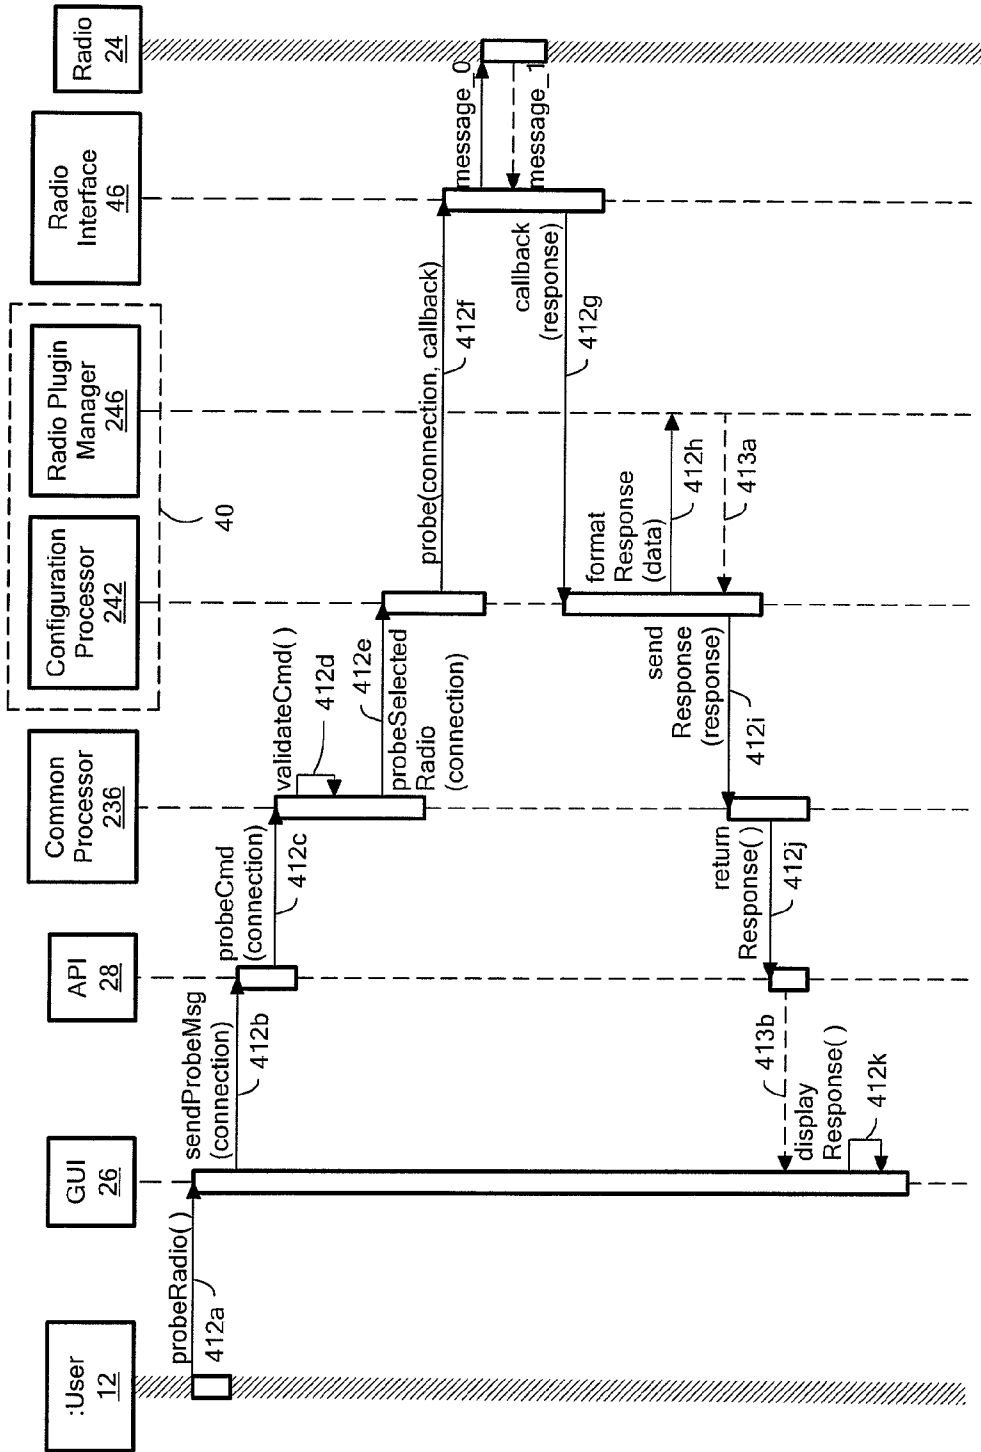 :User
12
GUI
26
API
28
Common
Processor
236
Configuration
Processor
242
Radio Plugin
Manager
246
40
Radio
Interface
46
Radio
24
probeRadio( )
412a
sendProbeMsg
(connection)
412b
probeCmd
(connection)
412c
validateCmd( )
412d
412e
probeSelected
Radio
(connection)
probe(connection, callback)
412f
message_0
message_1
callback
(response)
412g
format
Response
(data)
412h
413a
send
Response
(response)
412i
return
Response( )
412j
413b
display
Response( )
412k